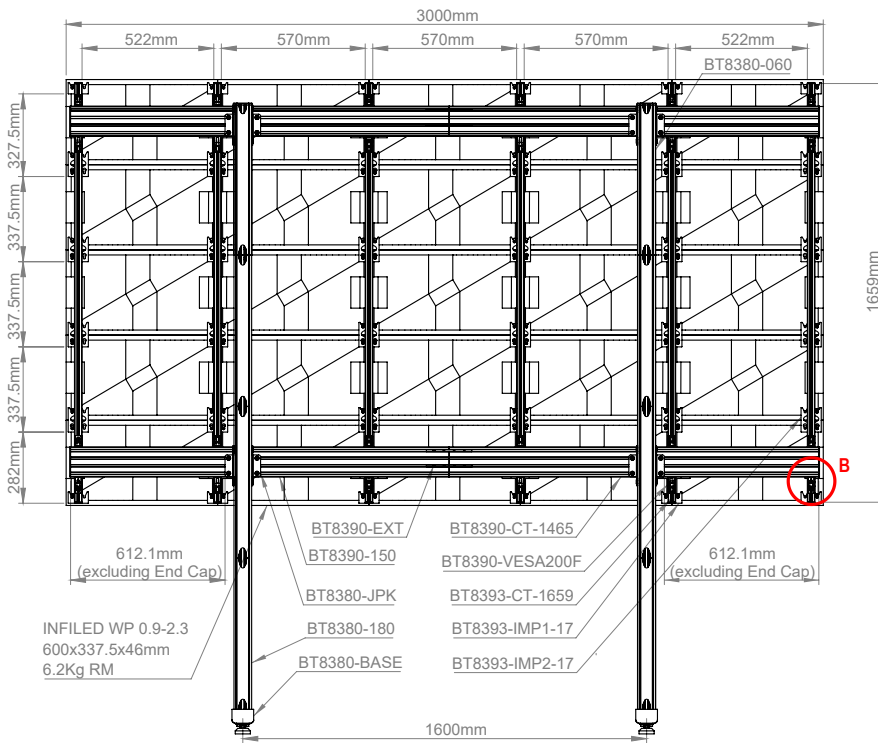 3000mm
522mm
570mm
570mm
570mm
522mm
BT8380-060
327.5mm
337.5mm
337.5mm
337.5mm
282mm
1659mm
B
BT8390-EXT
BT8390-CT-1465
612.1mm
(excluding End Cap)
BT8390-150
BT8390-VESA200F
612.1mm
(excluding End Cap)
BT8380-JPK
BT8393-CT-1659
INFILED WP 0.9-2.3
600x337.5x46mm
6.2Kg RM
BT8380-180
BT8393-IMP1-17
BT8380-BASE
BT8393-IMP2-17
1600mm